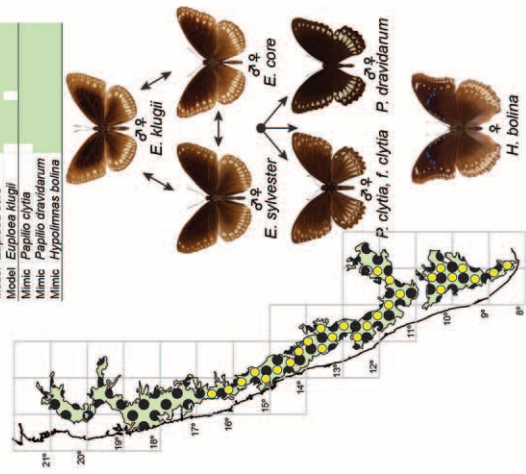 Model Euploea klugii
Mimic Papilio clytia
Mimic Papilio dravidarum
Mimic Hypolimnas bolina
♂♀
E. klugii
♂♀
E. sylvester
♂♀
E. core
♂♀
P. clytia, f. clytia
♂♀
P. dravidarum
♀
H. bolina
21°
20°
19°
18°
17°
16°
15°
14°
13°
12°
11°
10°
9°
8°